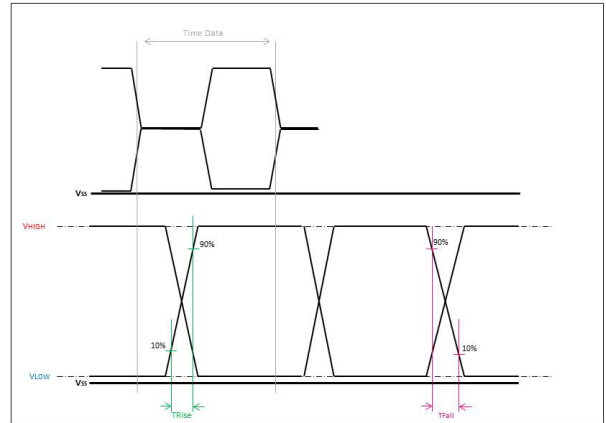 Time Data
Vss
VHIGH
90%
90%
10%
10%
VLOW
Vss
TRise
TFall